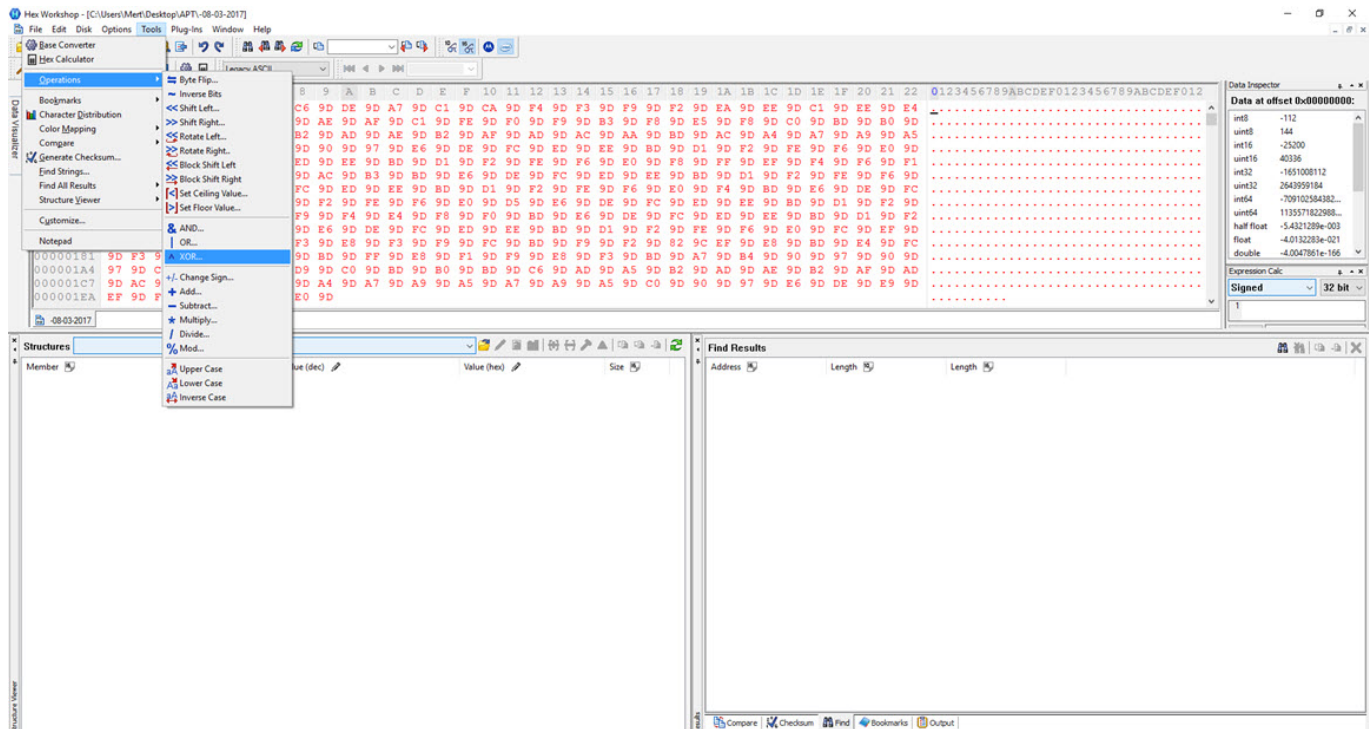 Hex Workshop - [C:\Users\Mert\Desktop\APT\-08-03-2017]
File Edit Disk Options Tools Plug-Ins Window Help
Base Converter
Hex Calculator
Operations
Bookmarks
Character Distribution
Color Mapping
Compare
Generate Checksum...
Find Strings...
Find All Results
Structure Viewer
Customize...
Notepad
Byte Flip...
Inverse Bits
Shift Left...
Shift Right...
Rotate Left...
Rotate Right...
Block Shift Left
Block Shift Right
Set Ceiling Value...
Set Floor Value...
AND...
OR...
XOR...
Change Sign...
Add...
Subtract...
Multiply...
Divide...
Mod...
Upper Case
Lower Case
Inverse Case
Legacy ASCII
Data Visualizer
8 9 A B C D E F 10 11 12 13 14 15 16 17 18 19 1A 1B 1C 1D 1E 1F 20 21 22 0123456789ABCDEF0123456789ABCDEF012
C6 9D DE 9D A7 9D C1 9D CA 9D F4 9D F3 9D F9 9D F2 9D EA 9D EE 9D C1 9D EE 9D E4
9D AE 9D AF 9D C1 9D FE 9D F0 9D F9 9D B3 9D F8 9D E5 9D F8 9D C0 9D BD 9D B0 9D
B2 9D AD 9D AE 9D B2 9D AF 9D AD 9D AC 9D AA 9D BD 9D AC 9D A4 9D A7 9D A9 9D A5
9D 90 9D 97 9D E6 9D DE 9D FC 9D ED 9D EE 9D BD 9D D1 9D F2 9D FE 9D F6 9D E0 9D
ED 9D EE 9D BD 9D D1 9D F2 9D FE 9D F6 9D E0 9D F8 9D FF 9D EF 9D F4 9D F6 9D F1
9D AC 9D B3 9D BD 9D E6 9D DE 9D FC 9D ED 9D EE 9D BD 9D D1 9D F2 9D FE 9D F6 9D
FC 9D ED 9D EE 9D BD 9D D1 9D F2 9D FE 9D F6 9D E0 9D F4 9D BD 9D E6 9D DE 9D FC
9D F2 9D FE 9D F6 9D E0 9D D5 9D E6 9D DE 9D FC 9D ED 9D EE 9D BD 9D D1 9D F2 9D
F9 9D F4 9D E4 9D F8 9D F0 9D BD 9D E6 9D DE 9D FC 9D ED 9D EE 9D BD 9D D1 9D F2
9D E6 9D DE 9D FC 9D ED 9D EE 9D BD 9D D1 9D F2 9D FE 9D F6 9D E0 9D FC 9D EF 9D
F3 9D E8 9D F3 9D F9 9D FC 9D BD 9D F9 9D F2 9D 82 9C EF 9D E8 9D BD 9D E4 9D FC
00000181 9D F3 9 9D BD 9D FF 9D E8 9D F1 9D F9 9D E8 9D F3 9D BD 9D A7 9D B4 9D 90 9D 97 9D 90 9D
000001A4 97 9D C D9 9D C0 9D BD 9D B0 9D BD 9D C6 9D AD 9D A5 9D B2 9D AD 9D AE 9D B2 9D AF 9D AD
000001C7 9D AC 9 9D A4 9D A7 9D A9 9D A5 9D A7 9D A9 9D A5 9D C0 9D 90 9D 97 9D E6 9D DE 9D E9 9D
000001EA EF 9D F E0 9D
-08-03-2017
Data Inspector
Data at offset 0x00000000:
int8 -112
uint8 144
int16 -25200
uint16 40336
int32 -1651008112
uint32 2643959184
int64 -709102584382...
uint64 1135571822988...
half float -5.4321289e-003
float -4.0132283e-021
double -4.0047861e-166
Expression Calc
Signed 32 bit
1
Structures
Member
Value (hex)
Size
Find Results
Address Length Length
Compare Checksum Find Bookmarks Output